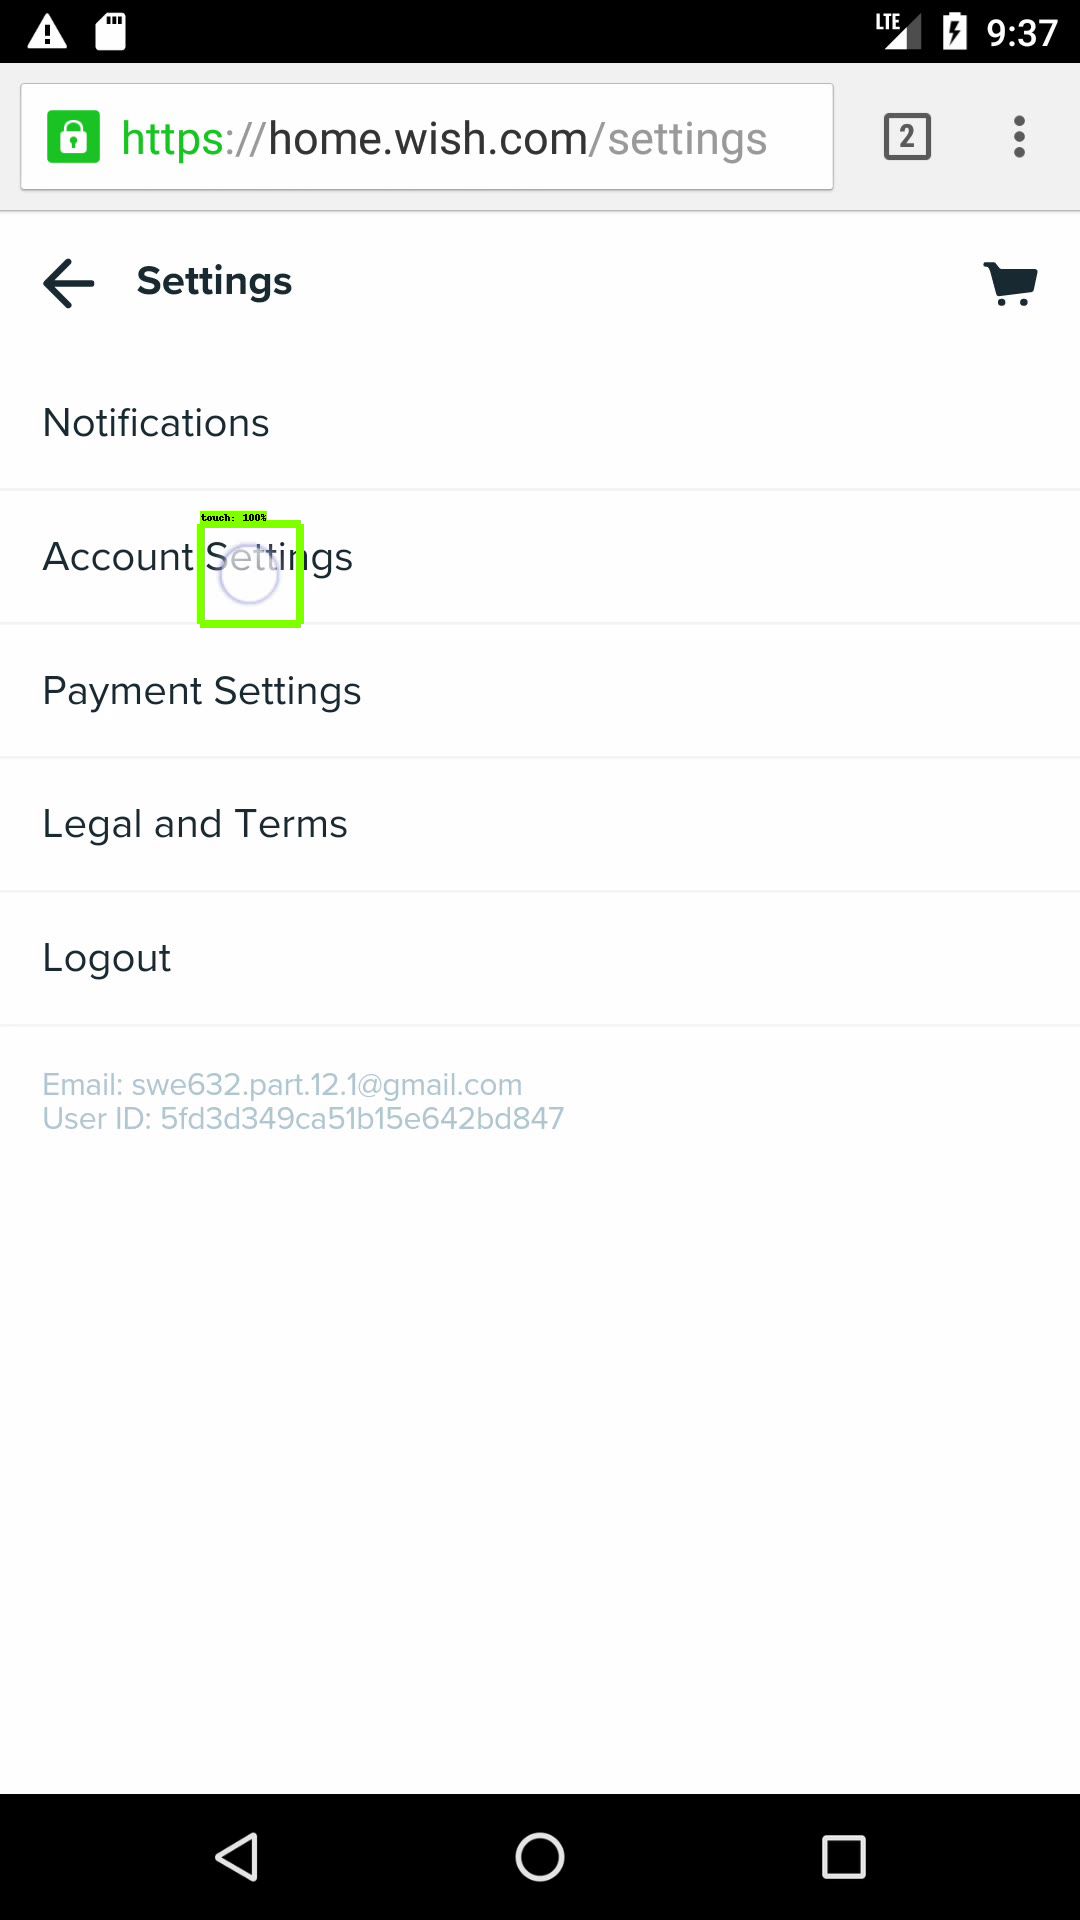 LTE 9:37
https://home.wish.com/settings 2
Settings
Notifications
touch: 100%
Account Settings
Payment Settings
Legal and Terms
Logout
Email: swe632.part.12.1@gmail.com
User ID: 5fd3d349ca51b15e642bd847